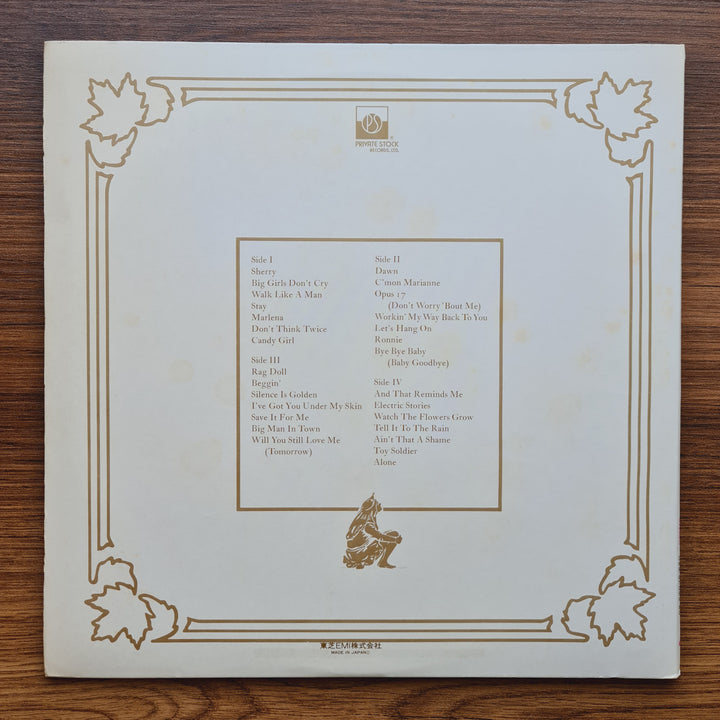 PS
PRIVATE STOCK
RECORDS, LTD.
Side I
Sherry
Big Girls Don't Cry
Walk Like A Man
Stay
Marlena
Don't Think Twice
Candy Girl
Side II
Dawn
C'mon Marianne
Opus 17
(Don't Worry 'Bout Me)
Workin' My Way Back To You
Let's Hang On
Ronnie
Bye Bye Baby
(Baby Goodbye)
Side III
Rag Doll
Beggin'
Silence Is Golden
I've Got You Under My Skin
Save It For Me
Big Man In Town
Will You Still Love Me
(Tomorrow)
Side IV
And That Reminds Me
Electric Stories
Watch The Flowers Grow
Tell It To The Rain
Ain't That A Shame
Toy Soldier
Alone
東芝EMI株式会社
MADE IN JAPAN